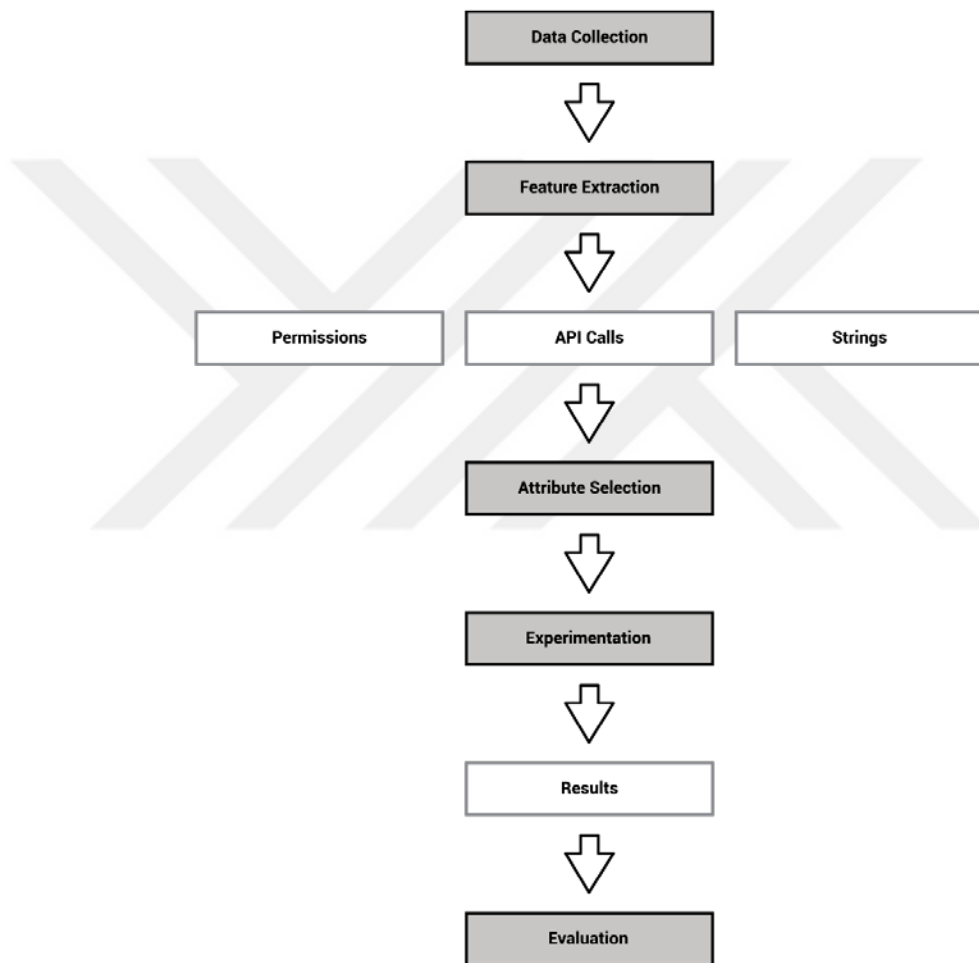 Data Collection
Feature Extraction
Permissions
API Calls
Strings
Attribute Selection
Experimentation
Results
Evaluation